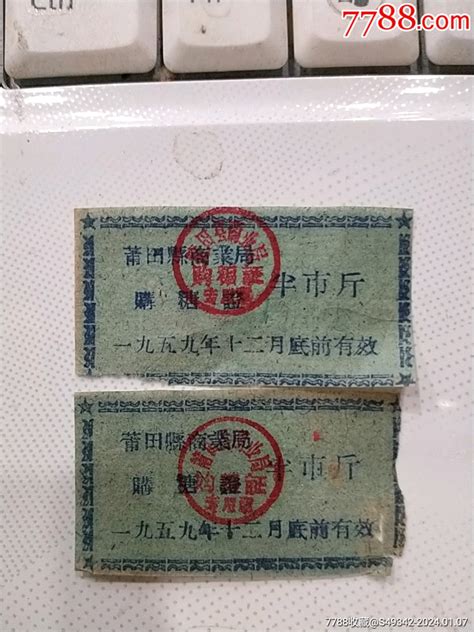 Ctrl
7788.com
莆田縣商業局
購糖證
半市斤
一九五九年十二月底前有效
莆田縣商業局
購糖證
半市斤
一九五九年十二月底前有效
7788收藏@S49342-2024.01.07